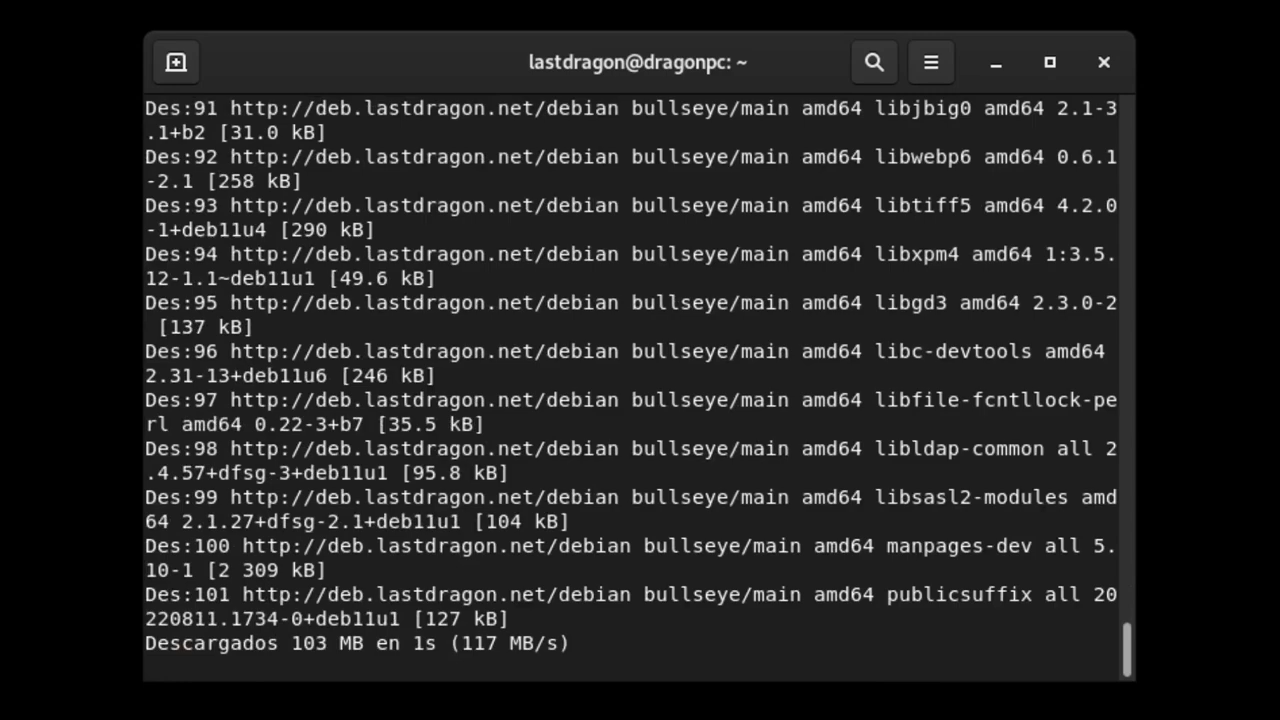 lastdragon@dragonpc: ~
Des:91 http://deb.lastdragon.net/debian bullseye/main amd64 libjbig0 amd64 2.1-3
.1+b2 [31.0 kB]
Des:92 http://deb.lastdragon.net/debian bullseye/main amd64 libwebp6 amd64 0.6.1
-2.1 [258 kB]
Des:93 http://deb.lastdragon.net/debian bullseye/main amd64 libtiff5 amd64 4.2.0
-1+deb11u4 [290 kB]
Des:94 http://deb.lastdragon.net/debian bullseye/main amd64 libxpm4 amd64 1:3.5.
12-1.1~deb11u1 [49.6 kB]
Des:95 http://deb.lastdragon.net/debian bullseye/main amd64 libgd3 amd64 2.3.0-2
 [137 kB]
Des:96 http://deb.lastdragon.net/debian bullseye/main amd64 libc-devtools amd64
2.31-13+deb11u6 [246 kB]
Des:97 http://deb.lastdragon.net/debian bullseye/main amd64 libfile-fcntllock-pe
rl amd64 0.22-3+b7 [35.5 kB]
Des:98 http://deb.lastdragon.net/debian bullseye/main amd64 libldap-common all 2
.4.57+dfsg-3+deb11u1 [95.8 kB]
Des:99 http://deb.lastdragon.net/debian bullseye/main amd64 libsasl2-modules amd
64 2.1.27+dfsg-2.1+deb11u1 [104 kB]
Des:100 http://deb.lastdragon.net/debian bullseye/main amd64 manpages-dev all 5.
10-1 [2 309 kB]
Des:101 http://deb.lastdragon.net/debian bullseye/main amd64 publicsuffix all 20
220811.1734-0+deb11u1 [127 kB]
Descargados 103 MB en 1s (117 MB/s)